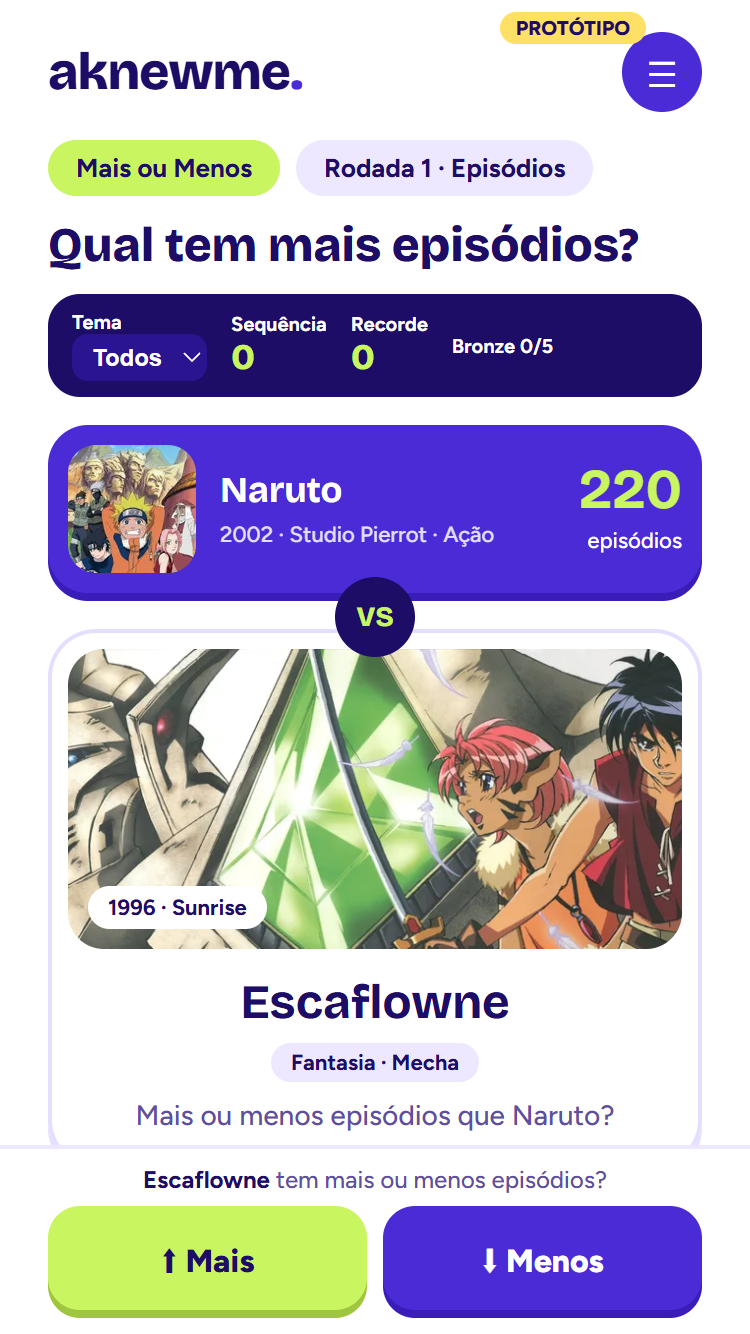 PROTÓTIPO
aknewme.
Mais ou Menos
Rodada 1 · Episódios
Qual tem mais episódios?
Tema
Todos
Sequência
0
Recorde
0
Bronze 0/5
Naruto
2002 · Studio Pierrot · Ação
220
episódios
VS
1996 · Sunrise
Escaflowne
Fantasia · Mecha
Mais ou menos episódios que Naruto?
Escaflowne tem mais ou menos episódios?
⬆ Mais
⬇ Menos